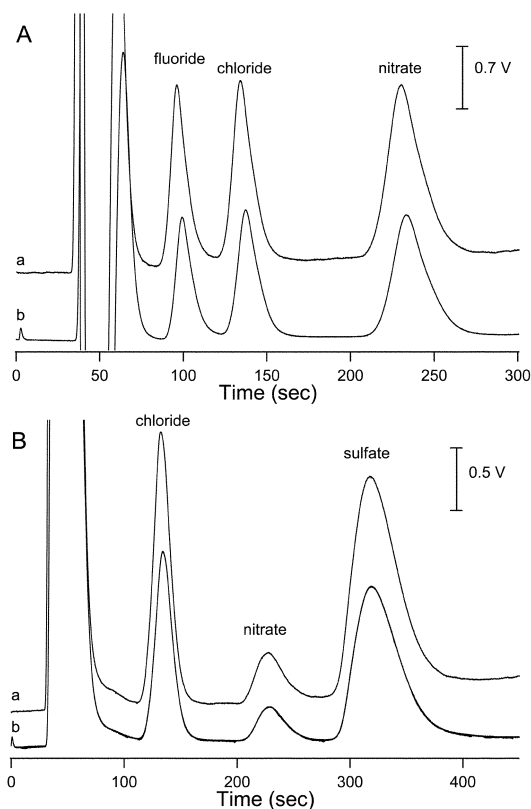 A
fluoride
chloride
nitrate
0.7 V
a
b
0 50 100 150 200 250 300
Time (sec)
B
chloride
sulfate
0.5 V
nitrate
a
b
0 100 200 300 400
Time (sec)